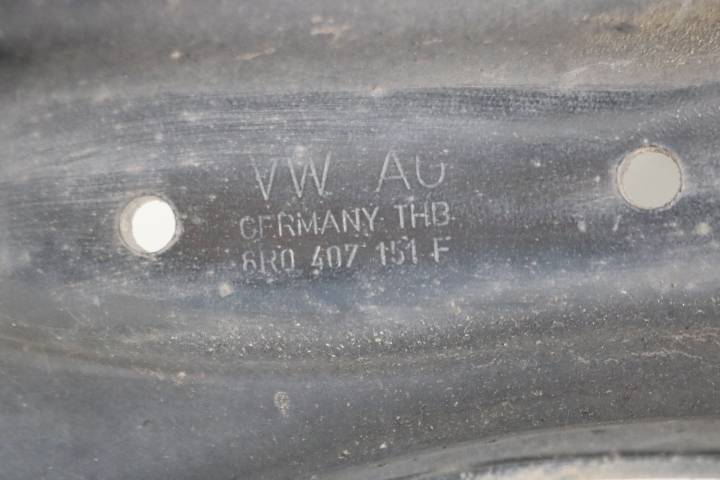 VW AG
GERMANY THB
6R0 407 151 F